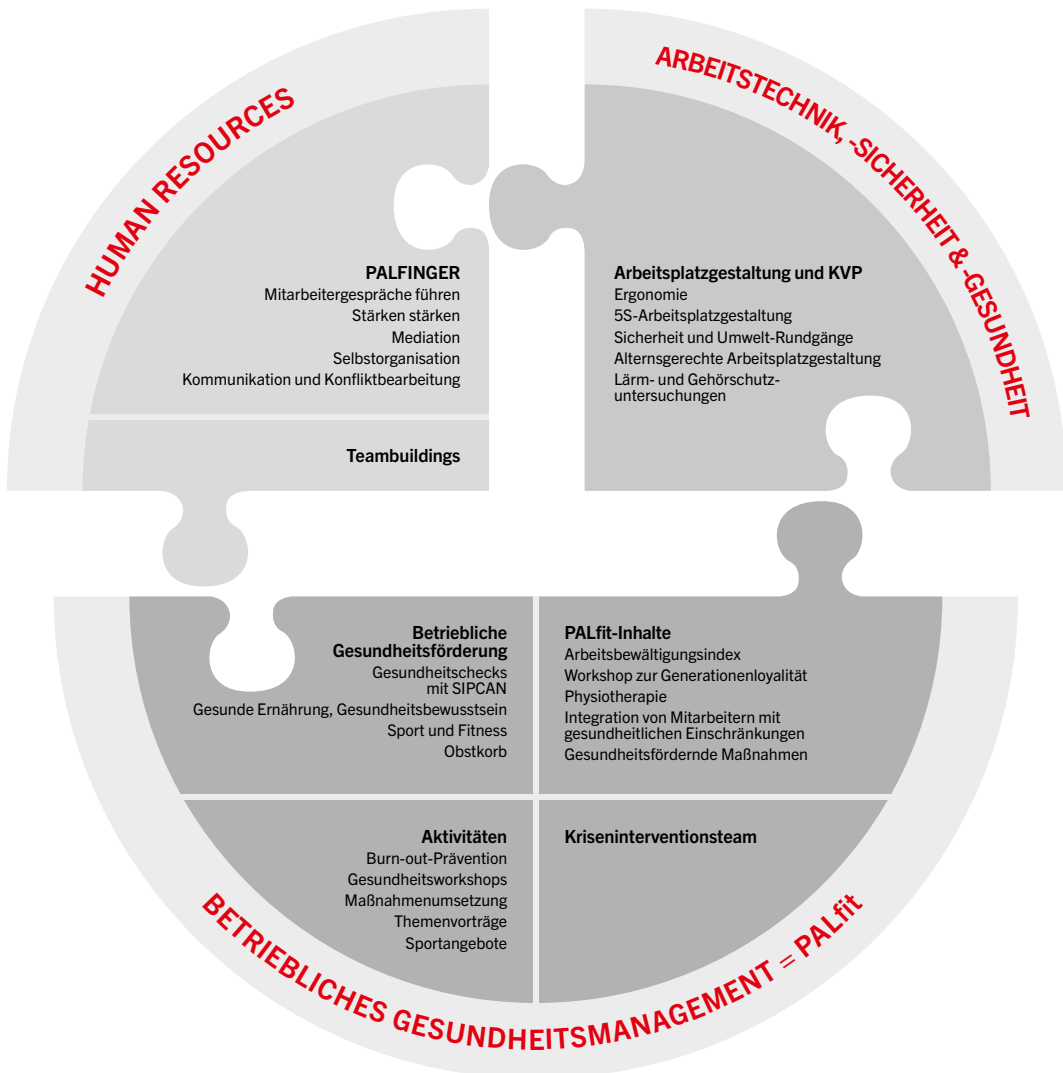 HUMAN RESOURCES
PALFINGER
Mitarbeitergespräche führen
Stärken stärken
Mediation
Selbstorganisation
Kommunikation und Konfliktbearbeitung
Teambuildings
ARBEITSTECHNIK, -SICHERHEIT & -GESUNDHEIT
Arbeitsplatzgestaltung und KVP
Ergonomie
5S-Arbeitsplatzgestaltung
Sicherheit und Umwelt-Rundgänge
Alternsgerechte Arbeitsplatzgestaltung
Lärm- und Gehörschutz-
untersuchungen
Betriebliche
Gesundheitsförderung
Gesundheitschecks
mit SIPCAN
Gesunde Ernährung, Gesundheitsbewusstsein
Sport und Fitness
Obstkorb
PALfit-Inhalte
Arbeitsbewältigungsindex
Workshop zur Generationenloyalität
Physiotherapie
Integration von Mitarbeitern mit
gesundheitlichen Einschränkungen
Gesundheitsfördernde Maßnahmen
Aktivitäten
Burn-out-Prävention
Gesundheitsworkshops
Maßnahmenumsetzung
Themenvorträge
Sportangebote
Kriseninterventionsteam
BETRIEBLICHES GESUNDHEITSMANAGEMENT = PALfit